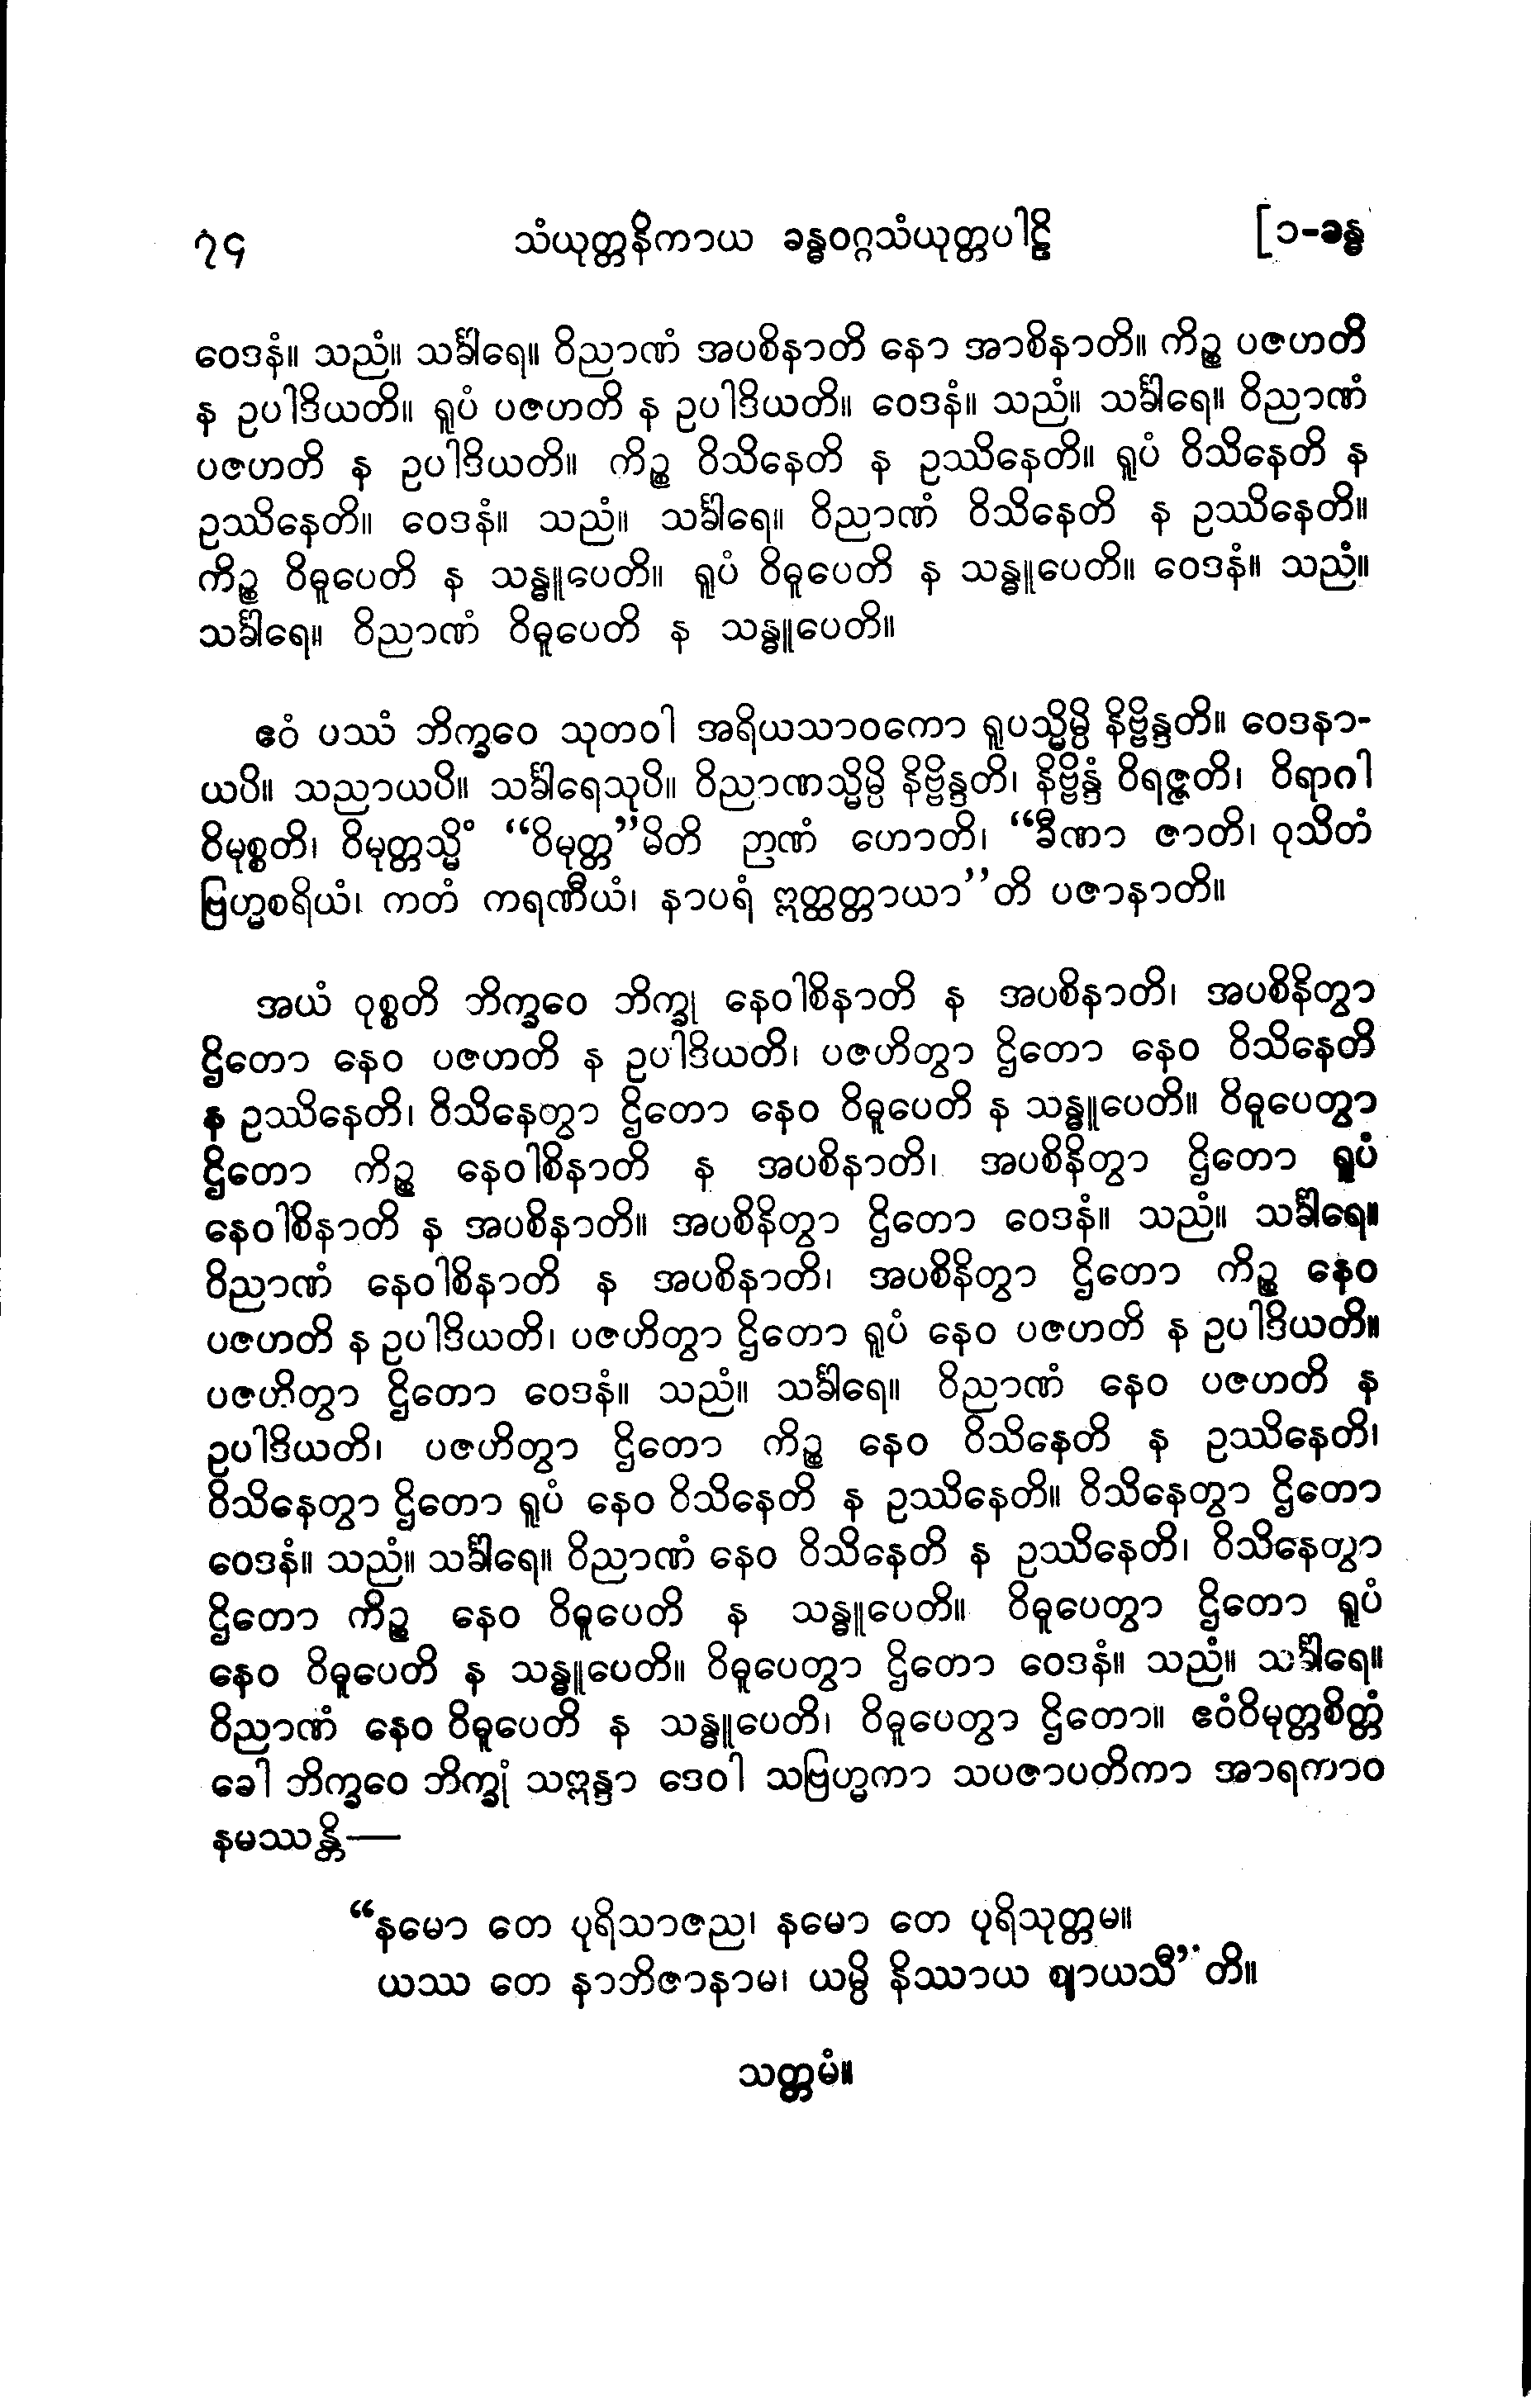 ၇၄ သံယုတ္တနိကာယ ခန္ဓဝဂ္ဂသံယုတ္တပါဠိ [၁-ခန္ဓ
ဝေဒနံ။ သညံ။ သင်္ခါရေ။ ဝိညာဏံ အပစိနာတိ နော အာစိနာတိ။ ကိဉ္စ ပဇဟတိ
န ဥပါဒိယတိ။ ရူပံ ပဇဟတိ န ဥပါဒိယတိ။ ဝေဒနံ။ သညံ။ သင်္ခါရေ။ ဝိညာဏံ
ပဇဟတိ န ဥပါဒိယတိ။ ကိဉ္စ ဝိသိနေတိ န ဥဿိနေတိ။ ရူပံ ဝိသိနေတိ န
ဥဿိနေတိ။ ဝေဒနံ။ သညံ။ သင်္ခါရေ။ ဝိညာဏံ ဝိသိနေတိ န ဥဿိနေတိ။
ကိဉ္စ ဝိဓူပေတိ န သန္ဓူပေတိ။ ရူပံ ဝိဓူပေတိ န သန္ဓူပေတိ။ ဝေဒနံ။ သညံ။
သင်္ခါရေ။ ဝိညာဏံ ဝိဓူပေတိ န သန္ဓူပေတိ။
ဧဝံ ပဿံ ဘိက္ခဝေ သုတဝါ အရိယသာဝကော ရူပသ္မိမ္ပိ နိဗ္ဗိန္ဒတိ။ ဝေဒနာ-
ယပိ။ သညာယပိ။ သင်္ခါရေသုပိ။ ဝိညာဏသ္မိမ္ပိ နိဗ္ဗိန္ဒတိ၊ နိဗ္ဗိန္ဒံ ဝိရဇ္ဇတိ၊ ဝိရာဂါ
ဝိမုစ္စတိ၊ ဝိမုတ္တသ္မိံ “ဝိမုတ္တ”မိတိ ဉာဏံ ဟောတိ၊ “ခီဏာ ဇာတိ၊ ဝုသိတံ
ဗြဟ္မစရိယံ၊ ကတံ ကရဏီယံ၊ နာပရံ ဣတ္ထတ္တာယာ”တိ ပဇာနာတိ။
အယံ ဝုစ္စတိ ဘိက္ခဝေ ဘိက္ခု နေဝါစိနာတိ န အပစိနာတိ၊ အပစိနိတွာ
ဌိတော နေဝ ပဇဟတိ န ဥပါဒိယတိ၊ ပဇဟိတွာ ဌိတော နေဝ ဝိသိနေတိ
န ဥဿိနေတိ၊ ဝိသိနေတွာ ဌိတော နေဝ ဝိဓူပေတိ န သန္ဓူပေတိ။ ဝိဓူပေတွာ
ဌိတော ကိဉ္စ နေဝါစိနာတိ န အပစိနာတိ၊ အပစိနိတွာ ဌိတော ရူပံ
နေဝါစိနာတိ န အပစိနာတိ။ အပစိနိတွာ ဌိတော ဝေဒနံ။ သညံ။ သင်္ခါရေ။
ဝိညာဏံ နေဝါစိနာတိ န အပစိနာတိ၊ အပစိနိတွာ ဌိတော ကိဉ္စ နေဝ
ပဇဟတိ န ဥပါဒိယတိ၊ ပဇဟိတွာ ဌိတော ရူပံ နေဝ ပဇဟတိ န ဥပါဒိယတိ။
ပဇဟိတွာ ဌိတော ဝေဒနံ။ သညံ။ သင်္ခါရေ။ ဝိညာဏံ နေဝ ပဇဟတိ န
ဥပါဒိယတိ၊ ပဇဟိတွာ ဌိတော ကိဉ္စ နေဝ ဝိသိနေတိ န ဥဿိနေတိ၊
ဝိသိနေတွာ ဌိတော ရူပံ နေဝ ဝိသိနေတိ န ဥဿိနေတိ။ ဝိသိနေတွာ ဌိတော
ဝေဒနံ။ သညံ။ သင်္ခါရေ။ ဝိညာဏံ နေဝ ဝိသိနေတိ န ဥဿိနေတိ၊ ဝိသိနေတွာ
ဌိတော ကိဉ္စ နေဝ ဝိဓူပေတိ န သန္ဓူပေတိ။ ဝိဓူပေတွာ ဌိတော ရူပံ
နေဝ ဝိဓူပေတိ န သန္ဓူပေတိ။ ဝိဓူပေတွာ ဌိတော ဝေဒနံ။ သညံ။ သင်္ခါရေ။
ဝိညာဏံ နေဝ ဝိဓူပေတိ န သန္ဓူပေတိ၊ ဝိဓူပေတွာ ဌိတော။ ဧဝံဝိမုတ္တစိတ္တံ
ခေါ ဘိက္ခဝေ ဘိက္ခုံ သဣန္ဒာ ဒေဝါ သဗြဟ္မကာ သပဇာပတိကာ အာရကာဝ
နမဿန္တိ—
“နမော တေ ပုရိသာဇည၊ နမော တေ ပုရိသုတ္တမ။
ယဿ တေ နာဘိဇာနာမ၊ ယမ္ပိ နိဿာယ ဈာယသီ”တိ။
သတ္တမံ။